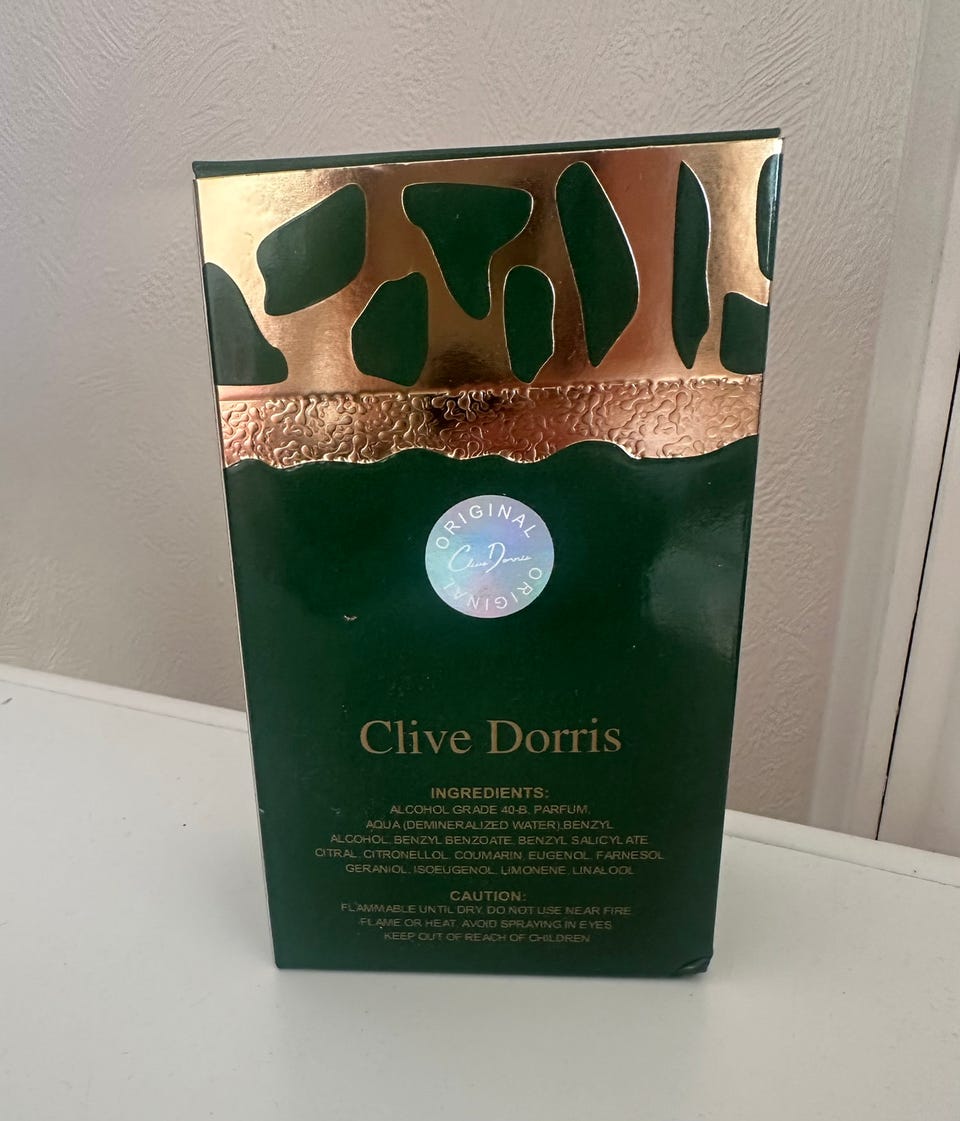 ORIGINAL
Clive Dorris
ORIGINAL
Clive Dorris
INGREDIENTS:
ALCOHOL GRADE 40-B, PARFUM,
AQUA (DEMINERALIZED WATER),BENZYL
ALCOHOL, BENZYL BENZOATE, BENZYL SALICYLATE
CITRAL, CITRONELLOL, COUMARIN, EUGENOL, FARNESOL
GERANIOL, ISOEUGENOL, LIMONENE, LINALOOL
CAUTION:
FLAMMABLE UNTIL DRY. DO NOT USE NEAR FIRE,
FLAME OR HEAT, AVOID SPRAYING IN EYES
KEEP OUT OF REACH OF CHILDREN